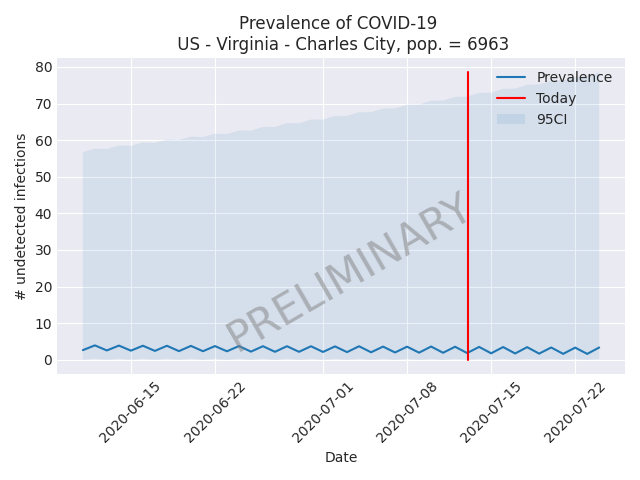 Prevalence of COVID-19
US - Virginia - Charles City, pop. = 6963
# undetected infections
80
70
60
50
40
30
20
10
0
Prevalence
Today
95CI
PRELIMINARY
2020-06-15
2020-06-22
2020-07-01
2020-07-08
2020-07-15
2020-07-22
Date